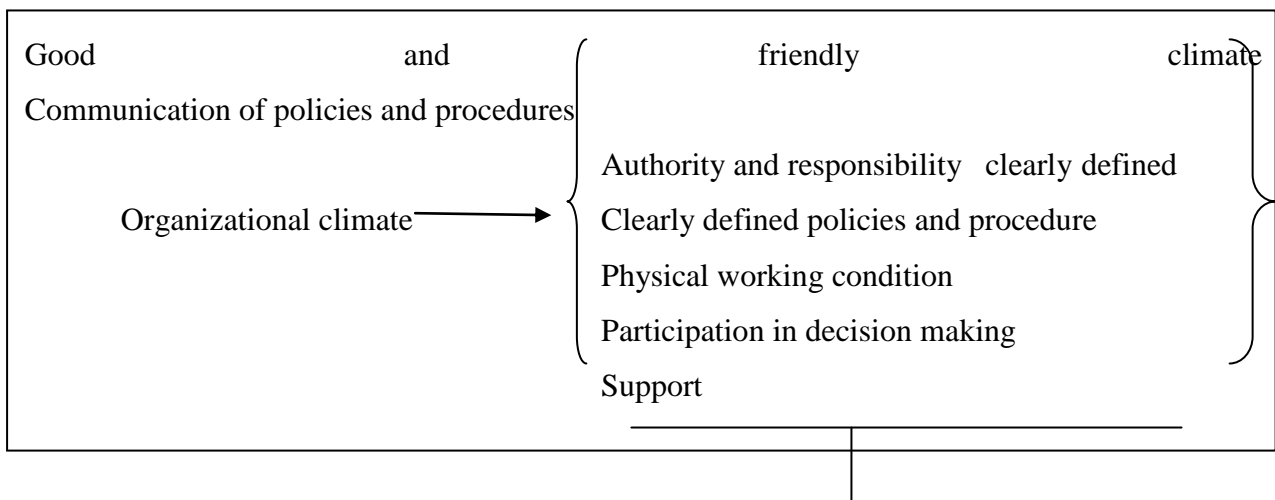 Good and friendly climate
Communication of policies and procedures
Authority and responsibility clearly defined
Organizational climate Clearly defined policies and procedure
Physical working condition
Participation in decision making
Support